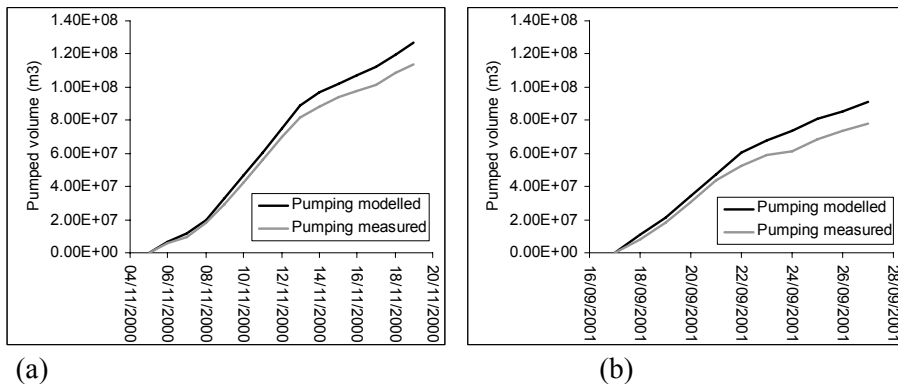 1.40E+08
1.20E+08
1.00E+08
8.00E+07
6.00E+07
4.00E+07
2.00E+07
0.00E+00
Pumped volume (m3)
Pumping modelled
Pumping measured
04/11/2000
06/11/2000
08/11/2000
10/11/2000
12/11/2000
14/11/2000
16/11/2000
18/11/2000
20/11/2000
(a)
1.40E+08
1.20E+08
1.00E+08
8.00E+07
6.00E+07
4.00E+07
2.00E+07
0.00E+00
Pumped volume (m3)
Pumping modelled
Pumping measured
16/09/2001
18/09/2001
20/09/2001
22/09/2001
24/09/2001
26/09/2001
28/09/2001
(b)